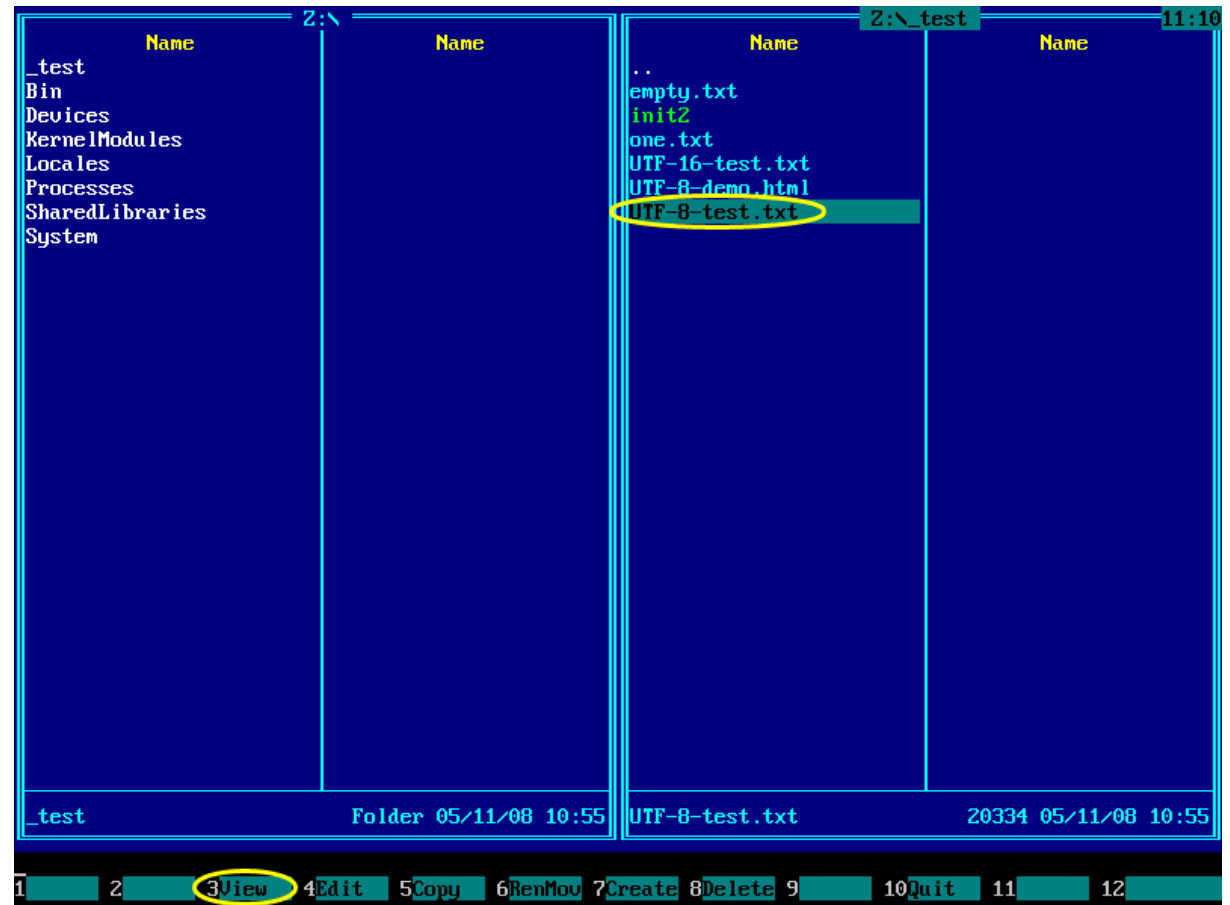 Z:\
Name Name
_test
Bin
Devices
KernelModules
Locales
Processes
SharedLibraries
System
_test Folder 05/11/08 10:55
Z:\_test 11:10
Name Name
..
empty.txt
init2
one.txt
UTF-16-test.txt
UTF-8-demo.html
UTF-8-test.txt
UTF-8-test.txt 20334 05/11/08 10:55
1 2 3View 4Edit 5Copy 6RenMov 7Create 8Delete 9 10Quit 11 12